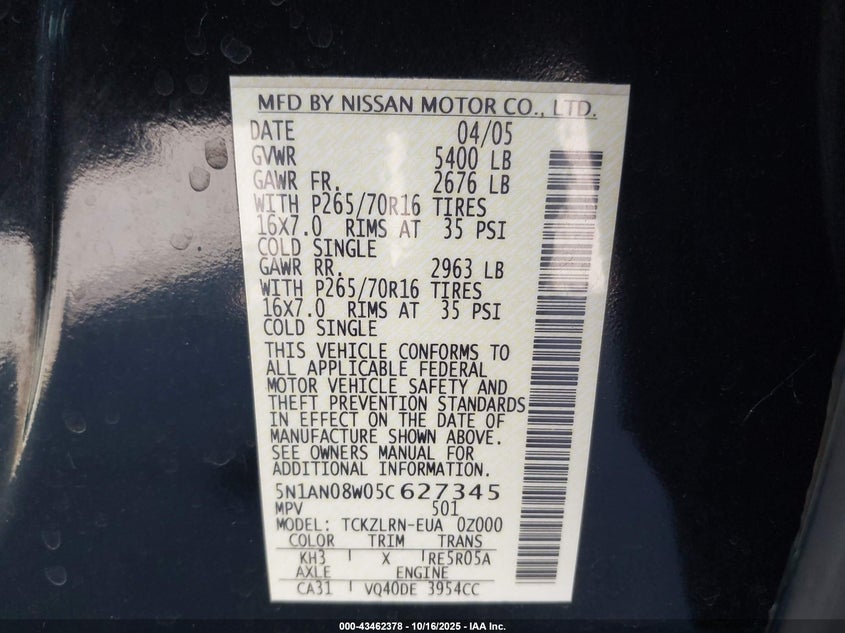 MFD BY NISSAN MOTOR CO., LTD.
DATE 04/05
GVWR 5400 LB
GAWR FR. 2676 LB
WITH P265/70R16 TIRES
16X7.0 RIMS AT 35 PSI
COLD SINGLE
GAWR RR. 2963 LB
WITH P265/70R16 TIRES
16X7.0 RIMS AT 35 PSI
COLD SINGLE
THIS VEHICLE CONFORMS TO
ALL APPLICABLE FEDERAL
MOTOR VEHICLE SAFETY AND
THEFT PREVENTION STANDARDS
IN EFFECT ON THE DATE OF
MANUFACTURE SHOWN ABOVE.
SEE OWNERS MANUAL FOR
ADDITIONAL INFORMATION.
5N1AN08W05C627345
MPV 501
MODEL: TCKZLRN-EUA 0Z000
COLOR TRIM TRANS
KH3 X RE5R05A
AXLE ENGINE
CA31 VQ40DE 3954CC
000-43462378 - 10/16/2025 - IAA Inc.